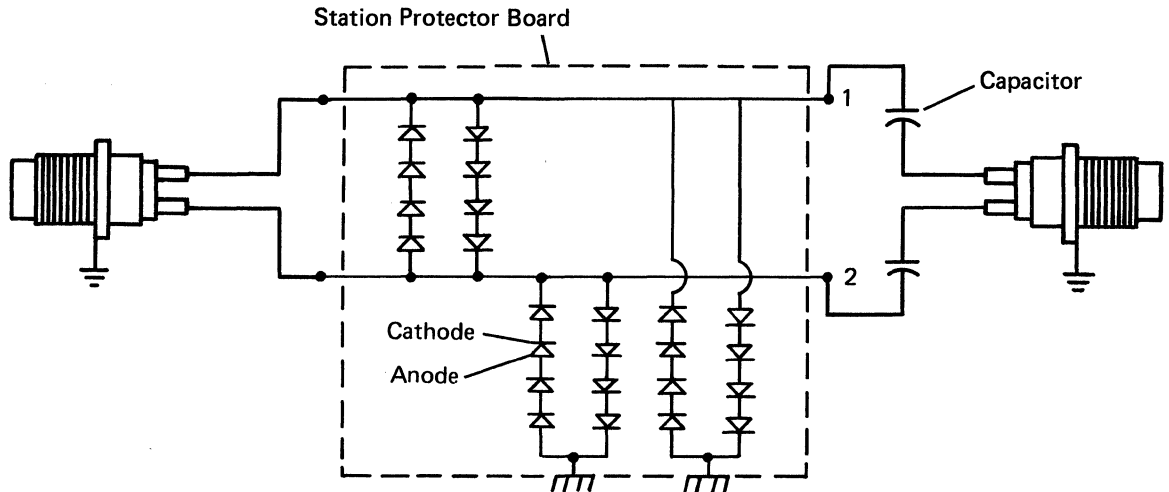 Station Protector Board
Capacitor
1
2
Cathode
Anode